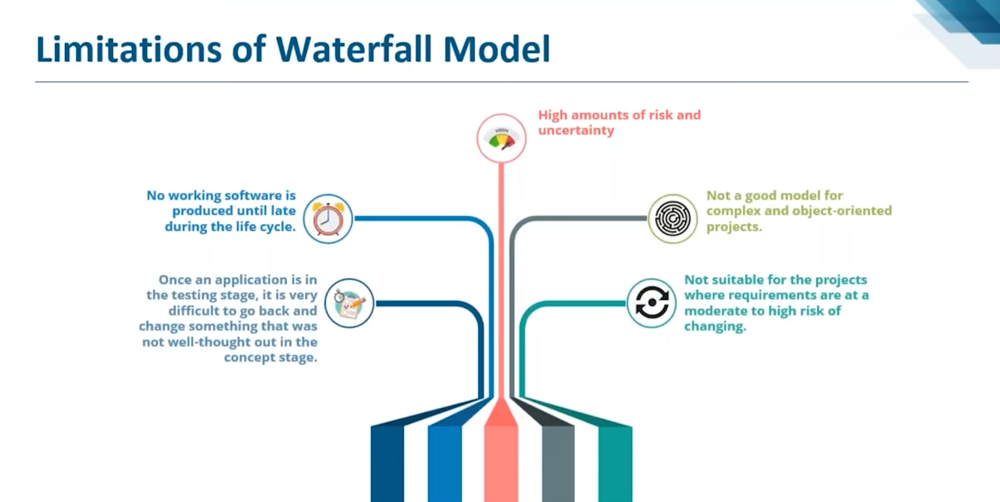 Limitations of Waterfall Model
HIGH
High amounts of risk and
uncertainty
No working software is
produced until late
during the life cycle.
Not a good model for
complex and object-oriented
projects.
Once an application is in
the testing stage, it is very
difficult to go back and
change something that was
not well-thought out in the
concept stage.
Not suitable for the projects
where requirements are at a
moderate to high risk of
changing.